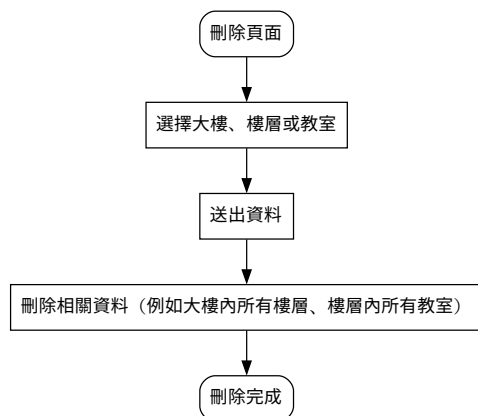 刪除頁面
選擇大樓、樓層或教室
送出資料
刪除相關資料（例如大樓內所有樓層、樓層內所有教室）
刪除完成